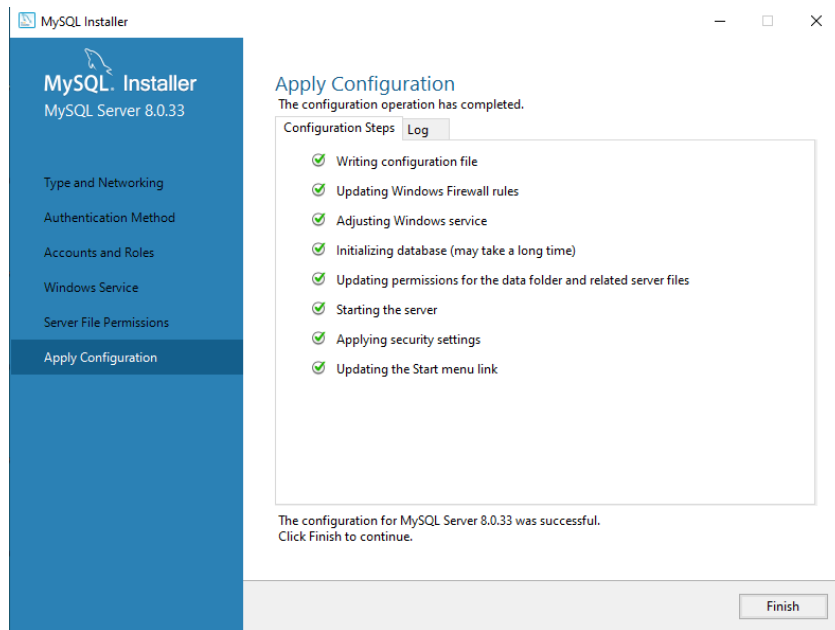 MySQL Installer
MySQL. Installer
MySQL Server 8.0.33
Type and Networking
Authentication Method
Accounts and Roles
Windows Service
Server File Permissions
Apply Configuration
Apply Configuration
The configuration operation has completed.
Configuration Steps Log
Writing configuration file
Updating Windows Firewall rules
Adjusting Windows service
Initializing database (may take a long time)
Updating permissions for the data folder and related server files
Starting the server
Applying security settings
Updating the Start menu link
The configuration for MySQL Server 8.0.33 was successful.
Click Finish to continue.
Finish